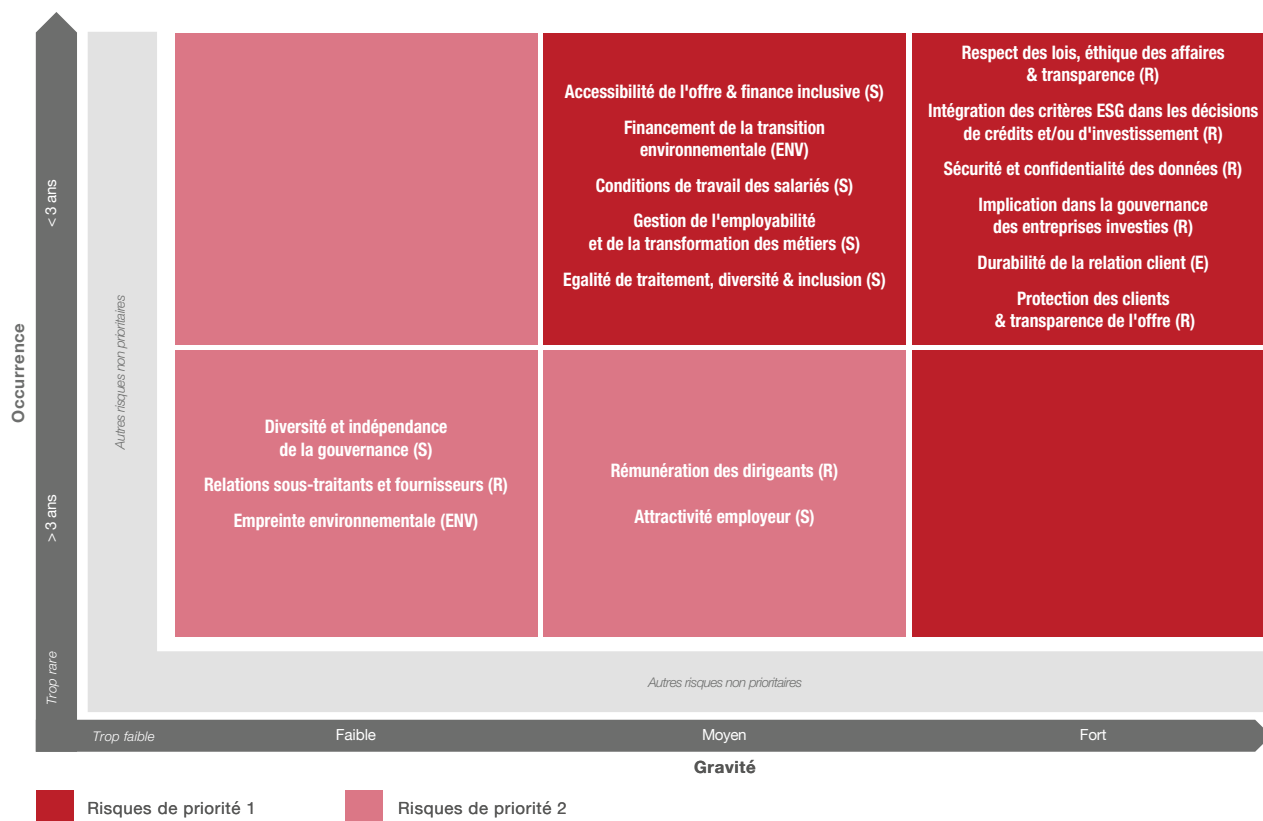 Occurrence
< 3 ans
> 3 ans
Trop rare
Autres risques non prioritaires
Accessibilité de l'offre & finance inclusive (S)
Financement de la transition
environnementale (ENV)
Conditions de travail des salariés (S)
Gestion de l'employabilité
et de la transformation des métiers (S)
Egalité de traitement, diversité & inclusion (S)
Respect des lois, éthique des affaires
& transparence (R)
Intégration des critères ESG dans les décisions
de crédits et/ou d'investissement (R)
Sécurité et confidentialité des données (R)
Implication dans la gouvernance
des entreprises investies (R)
Durabilité de la relation client (E)
Protection des clients
& transparence de l'offre (R)
Diversité et indépendance
de la gouvernance (S)
Relations sous-traitants et fournisseurs (R)
Empreinte environnementale (ENV)
Rémunération des dirigeants (R)
Attractivité employeur (S)
Autres risques non prioritaires
Trop faible
Faible
Moyen
Fort
Gravité
Risques de priorité 1
Risques de priorité 2